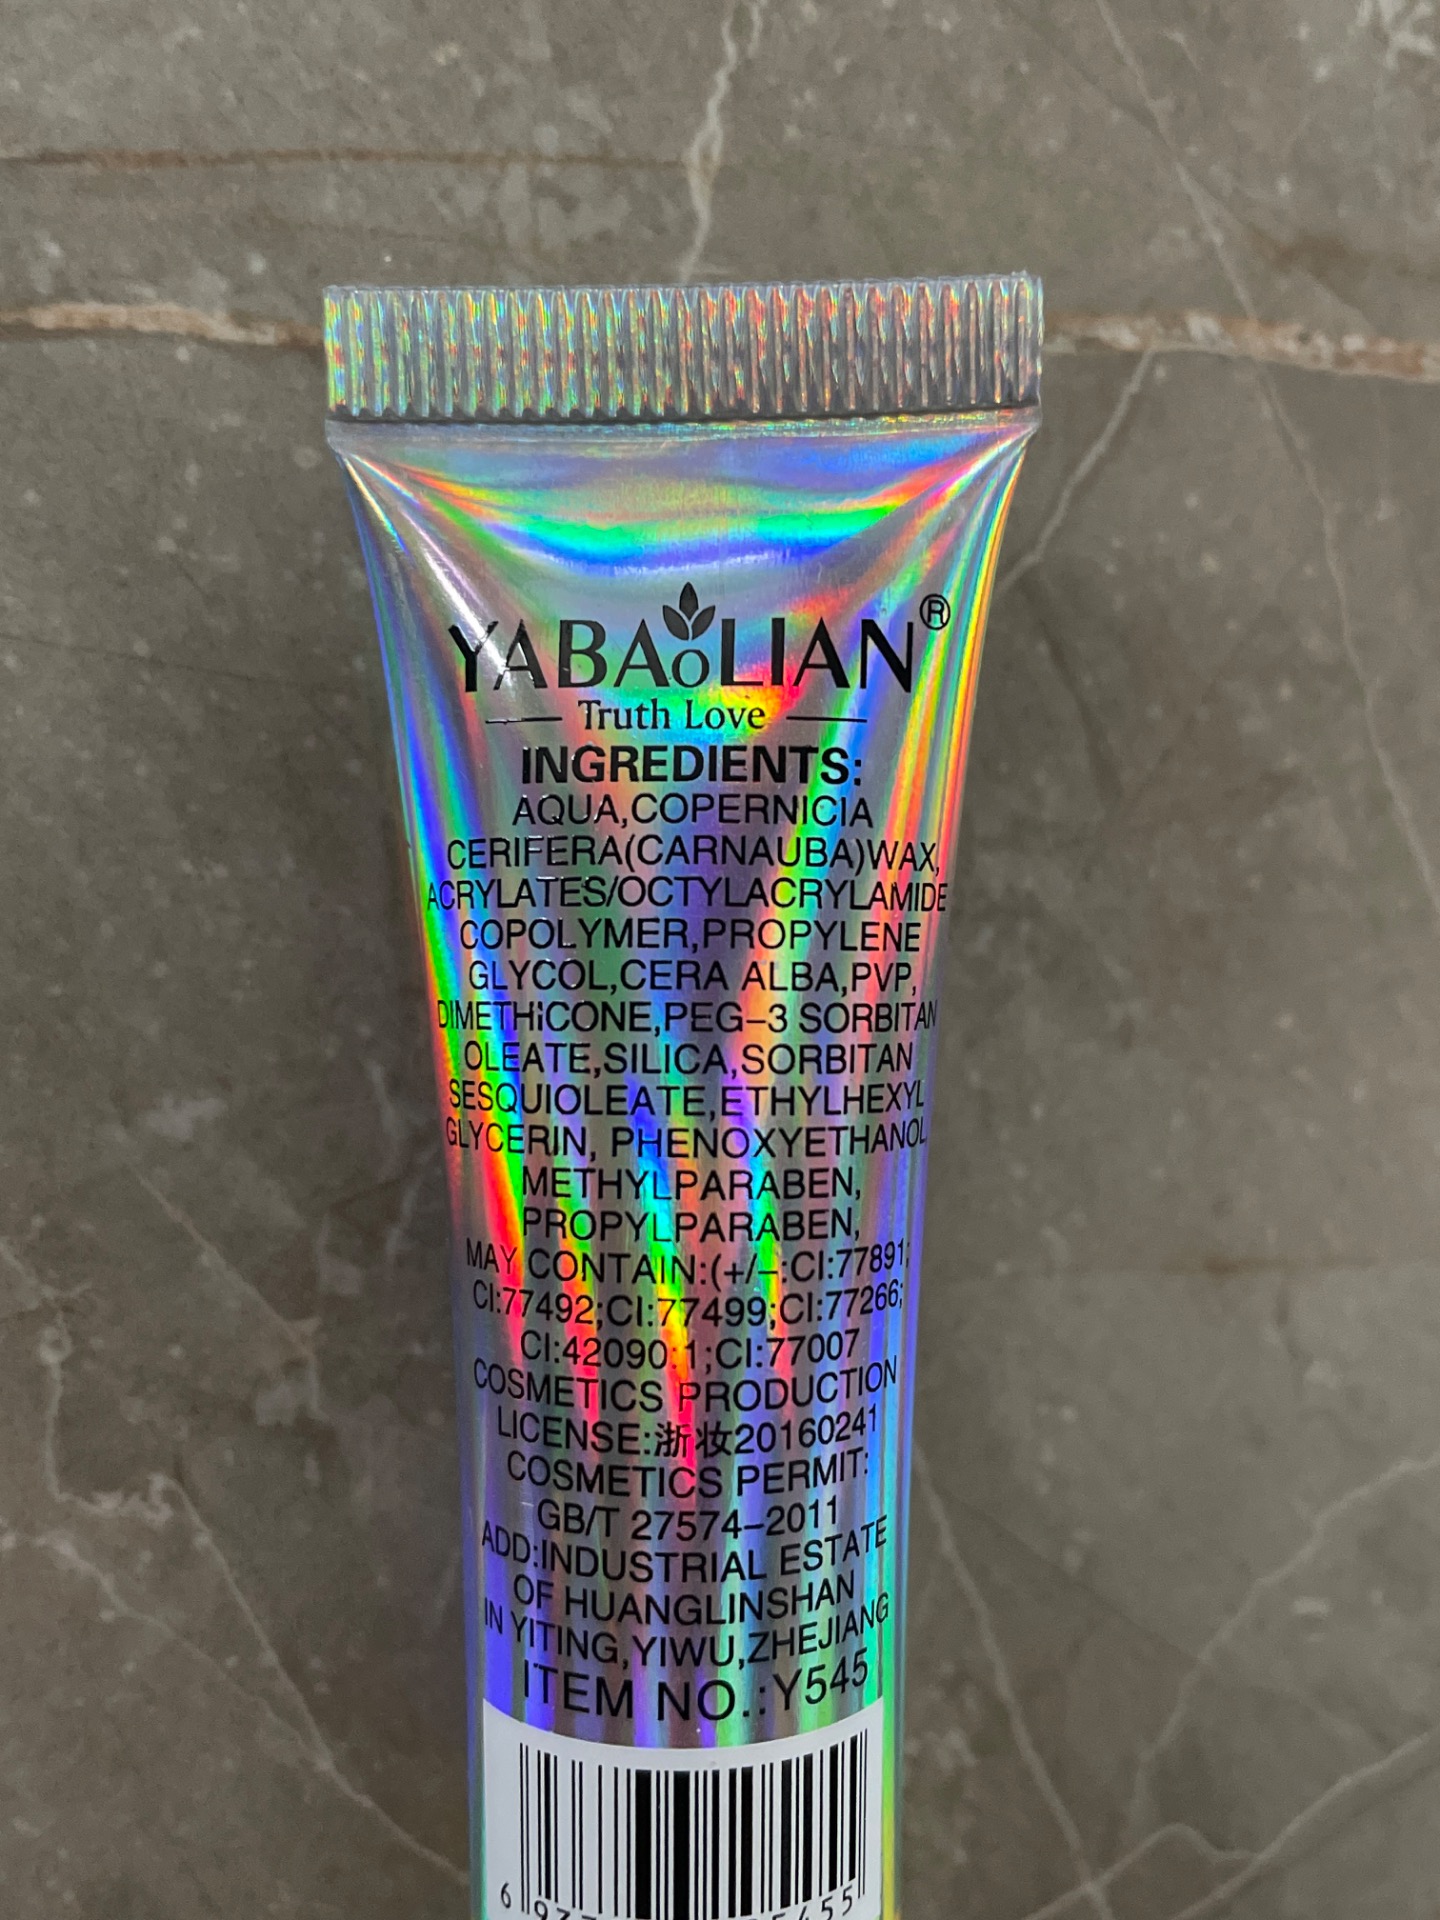 YABAoLIAN®
Truth Love
INGREDIENTS:
AQUA,COPERNICIA
CERIFERA(CARNAUBA)WAX,
ACRYLATES/OCTYLACRYLAMIDE
COPOLYMER,PROPYLENE
GLYCOL,CERA ALBA,PVP,
DIMETHiCONE,PEG-3 SORBITAN
OLEATE,SILICA,SORBITAN
SESQUIOLEATE,ETHYLHEXYL
GLYCERIN, PHENOXYETHANOL,
METHYLPARABEN,
PROPYLPARABEN,
MAY CONTAIN:(+/-:CI:77891;
CI:77492;CI:77499;CI:77266;
CI:42090:1;CI:77007
COSMETICS PRODUCTION
LICENSE:浙妆20160241
COSMETICS PERMIT:
GB/T 27574-2011
ADD:INDUSTRIAL ESTATE
OF HUANGLINSHAN
IN YITING,YIWU,ZHEJIANG
ITEM NO.:Y545